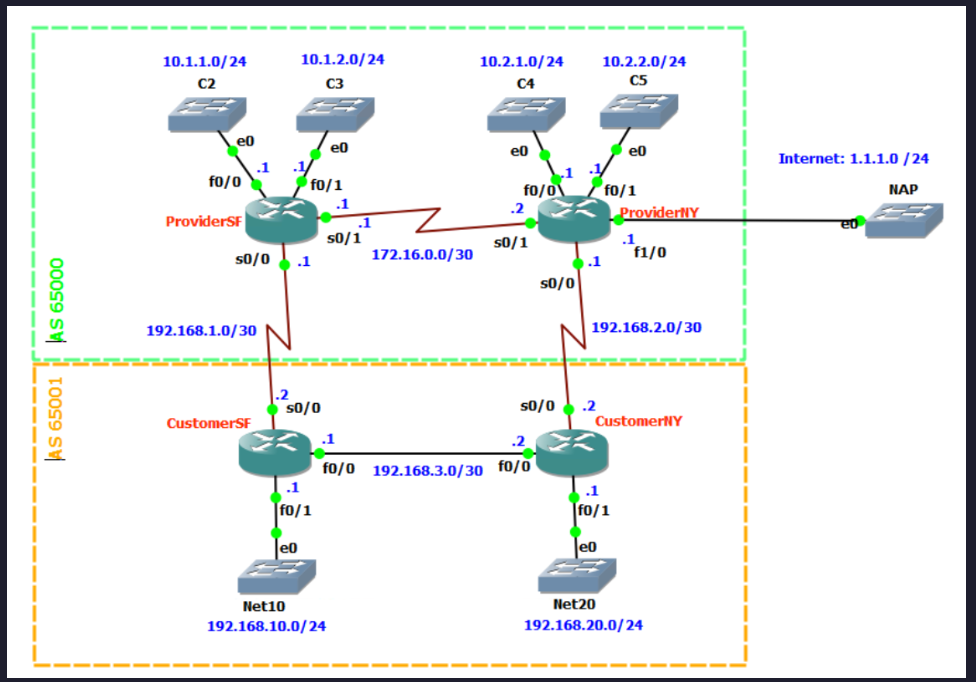 10.1.1.0/24
10.1.2.0/24
10.2.1.0/24
10.2.2.0/24
C2
C3
C4
C5
e0
e0
e0
e0
Internet: 1.1.1.0 /24
.1
.1
.1
.1
f0/0
f0/1
f0/0
f0/1
NAP
ProviderSF
.1
.1
.2
ProviderNY
s0/1
s0/1
e0
172.16.0.0/30
.1
f1/0
s0/0
.1
.1
s0/0
AS 65000
192.168.1.0/30
192.168.2.0/30
AS 65001
.2
s0/0
s0/0
.2
CustomerSF
CustomerNY
.1
.2
f0/0
192.168.3.0/30
f0/0
.1
.1
f0/1
f0/1
e0
e0
Net10
Net20
192.168.10.0/24
192.168.20.0/24